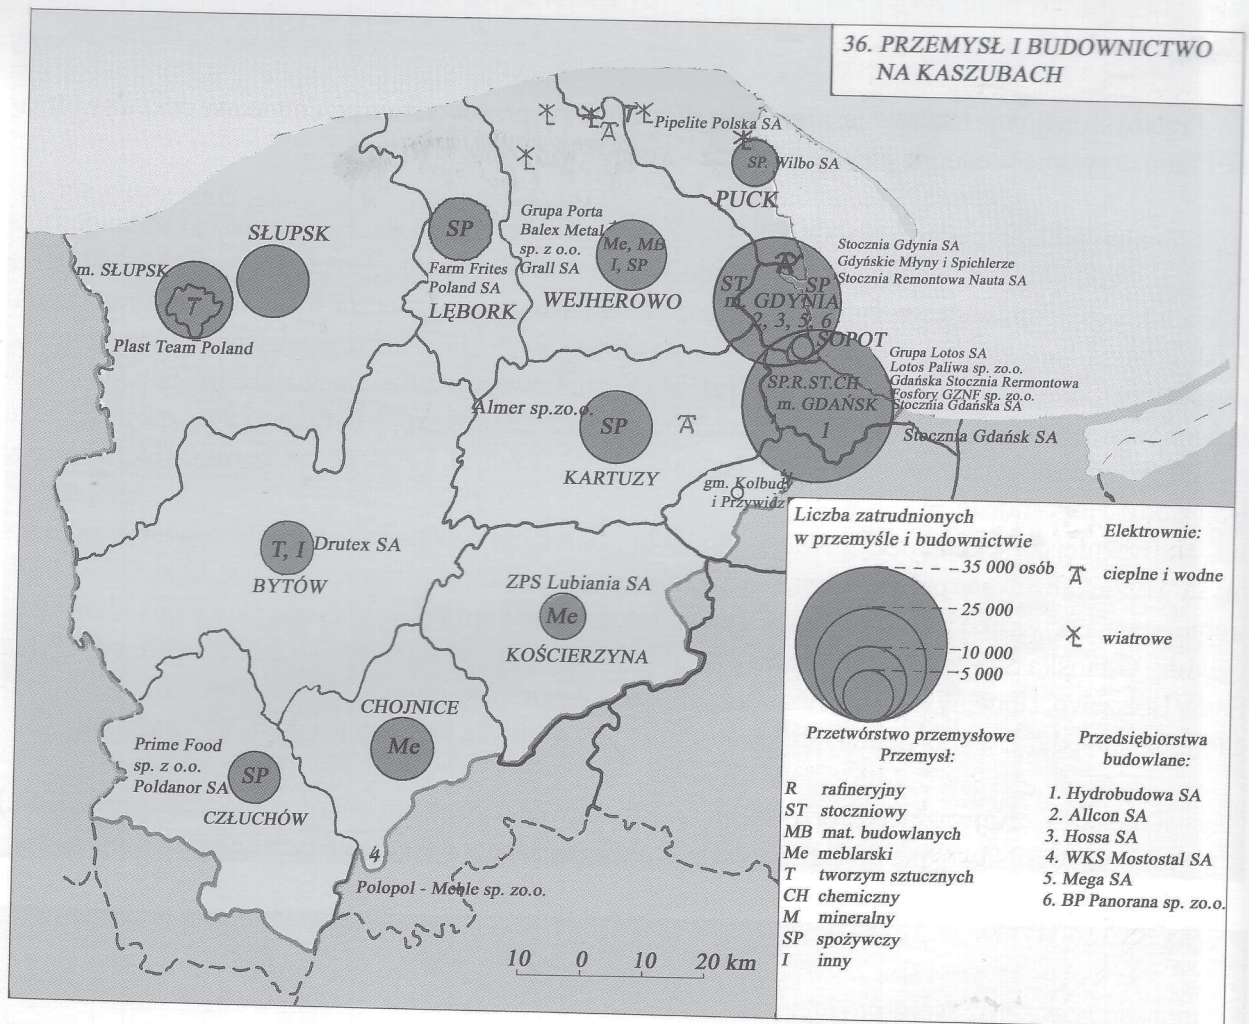 36. PRZEMYSŁ I BUDOWNICTWO
NA KASZUBACH
Pipelite Polska SA
SP. Wilbo SA
PUCK
SŁUPSK
m. SŁUPSK
T
Plast Team Poland
SP
Farm Frites
Poland SA
LĘBORK
Grupa Porta
Balex Metal
sp. z o.o.
Grall SA
Me, MB
I, SP
WEJHEROWO
Stocznia Gdynia SA
Gdyńskie Młyny i Spichlerze
Stocznia Remontowa Nauta SA
ST SP
m. GDYNIA
2, 3, 5, 6
SOPOT
Grupa Lotos SA
Lotos Paliwa sp. zo.o.
Gdańska Stocznia Rermontowa
Fosfory GZNF sp. zo.o.
Stocznia Gdańska SA
SP.R.ST.CH
m. GDAŃSK
1
Stocznia Gdańsk SA
Almer sp.zo.o.
SP
KARTUZY
gm. Kolbudy
i Przywidz
T, I
Drutex SA
BYTÓW
ZPS Lubiania SA
Me
KOŚCIERZYNA
CHOJNICE
Me
Prime Food
sp. z o.o.
Poldanor SA
SP
CZŁUCHÓW
4
Polopol - Meble sp. zo.o.
10 0 10 20 km
Liczba zatrudnionych
w przemyśle i budownictwie
35 000 osób
25 000
10 000
5 000
Elektrownie:
cieplne i wodne
wiatrowe
Przetwórstwo przemysłowe
Przemysł:
R rafineryjny
ST stoczniowy
MB mat. budowlanych
Me meblarski
T tworzym sztucznych
CH chemiczny
M mineralny
SP spożywczy
I inny
Przedsiębiorstwa
budowlane:
1. Hydrobudowa SA
2. Allcon SA
3. Hossa SA
4. WKS Mostostal SA
5. Mega SA
6. BP Panorana sp. zo.o.